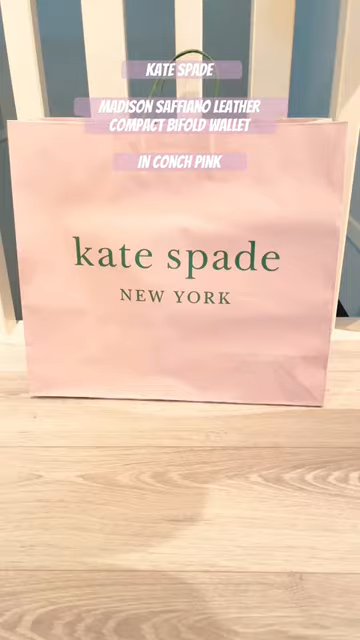 KATE SPADE
MADISON SAFFIANO LEATHER
COMPACT BIFOLD WALLET
IN CONCH PINK
kate spade
NEW YORK